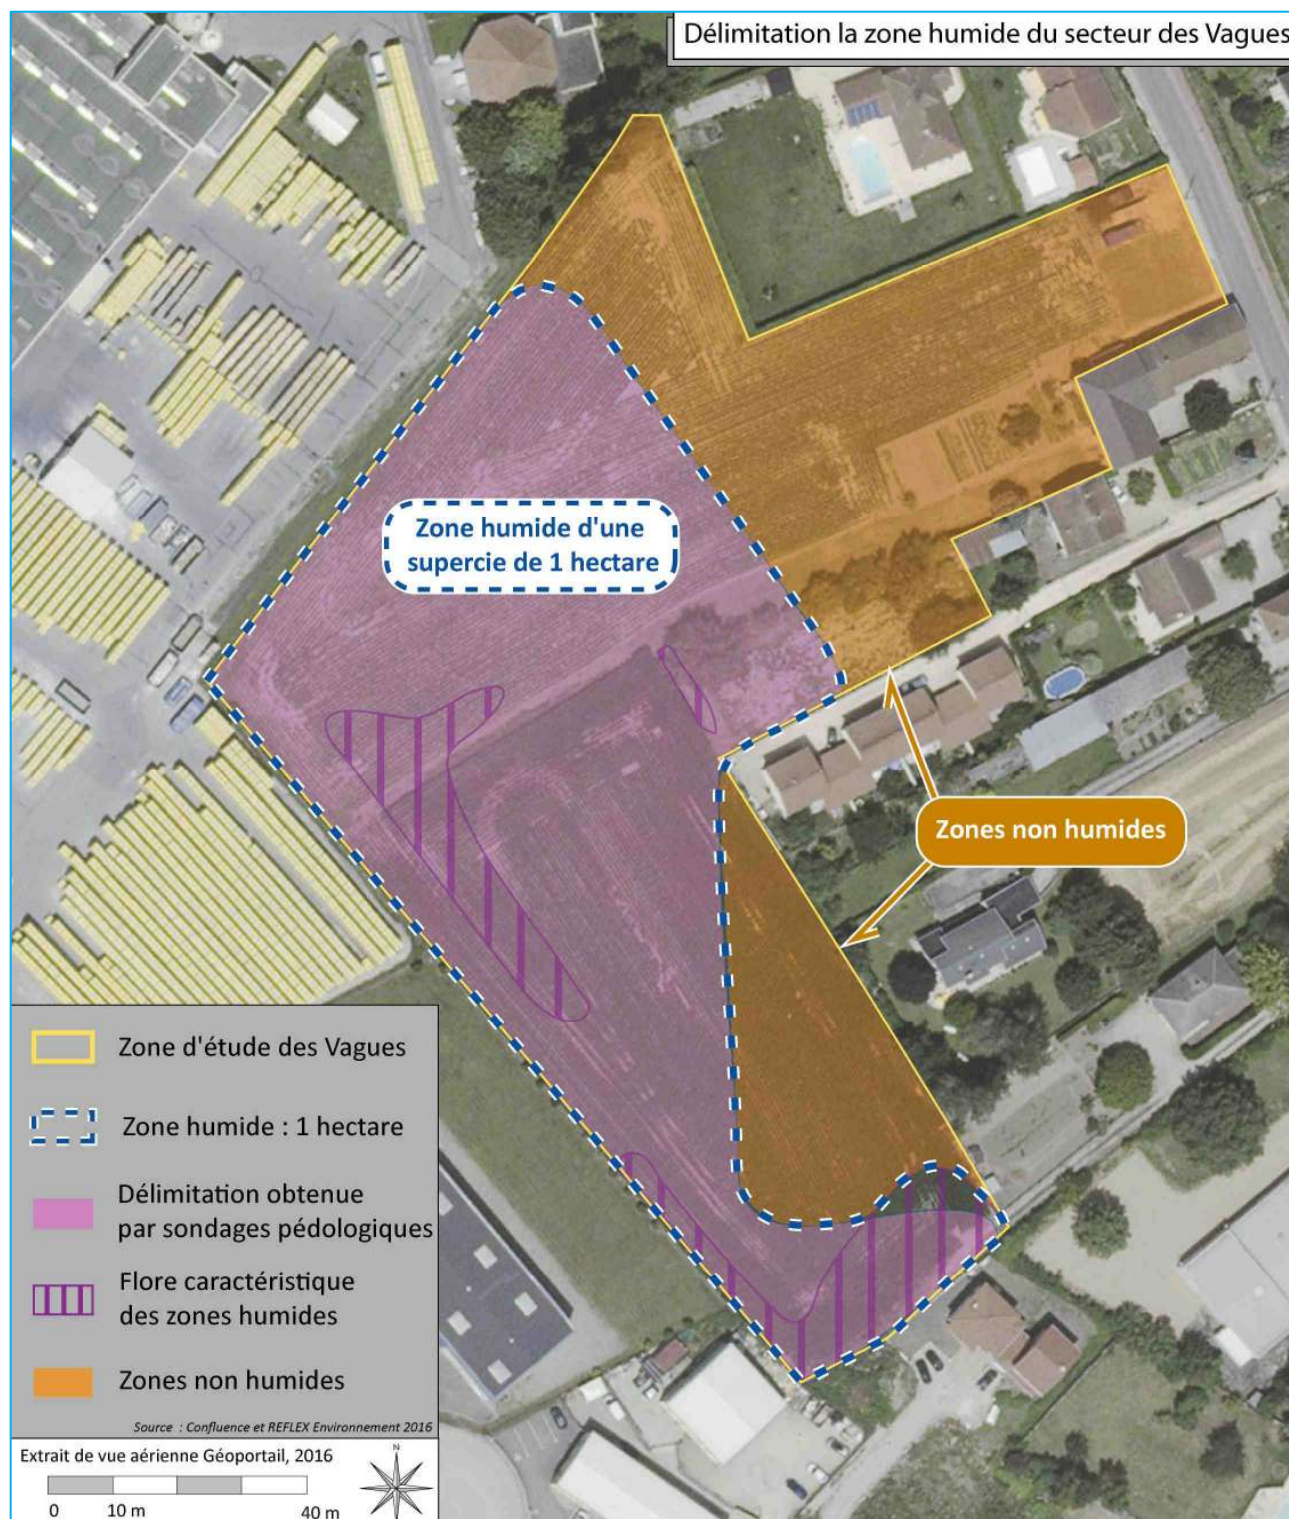 Délimitation la zone humide du secteur des Vagues
Zone humide d'une
supercie de 1 hectare
Zones non humides
Zone d'étude des Vagues
Zone humide : 1 hectare
Délimitation obtenue
par sondages pédologiques
Flore caractéristique
des zones humides
Zones non humides
Source : Confluence et REFLEX Environnement 2016
Extrait de vue aérienne Géoportail, 2016
N
0 10 m 40 m